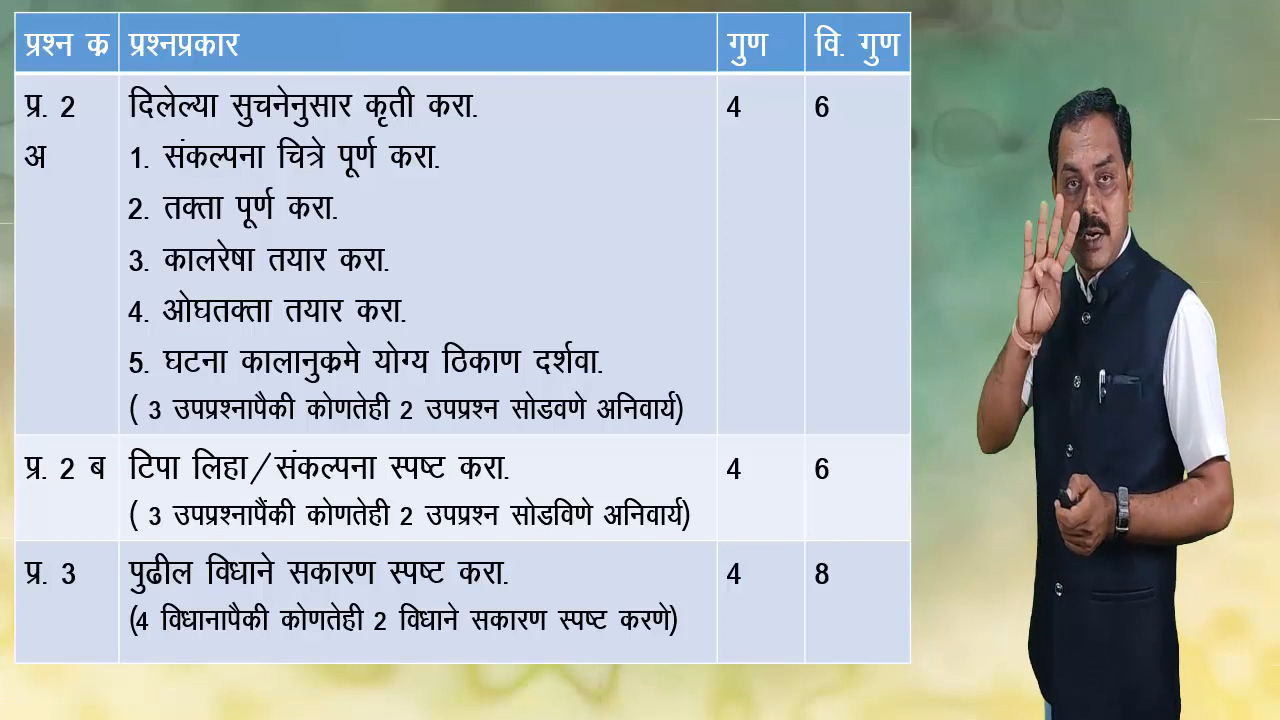 प्रश्न क्र प्रश्नप्रकार गुण वि. गुण
प्र. 2 दिलेल्या सुचनेनुसार कृती करा. 4 6
अ 1. संकल्पना चित्रे पूर्ण करा.
2. तक्ता पूर्ण करा.
3. कालरेषा तयार करा.
4. ओघतक्ता तयार करा.
5. घटना कालानुक्रमे योग्य ठिकाण दर्शवा.
( 3 उपप्रश्नापैकी कोणतेही 2 उपप्रश्न सोडवणे अनिवार्य)
प्र. 2 ब टिपा लिहा/संकल्पना स्पष्ट करा. 4 6
( 3 उपप्रश्नापैंकी कोणतेही 2 उपप्रश्न सोडविणे अनिवार्य)
प्र. 3 पुढील विधाने सकारण स्पष्ट करा. 4 8
(4 विधानापैकी कोणतेही 2 विधाने सकारण स्पष्ट करणे)